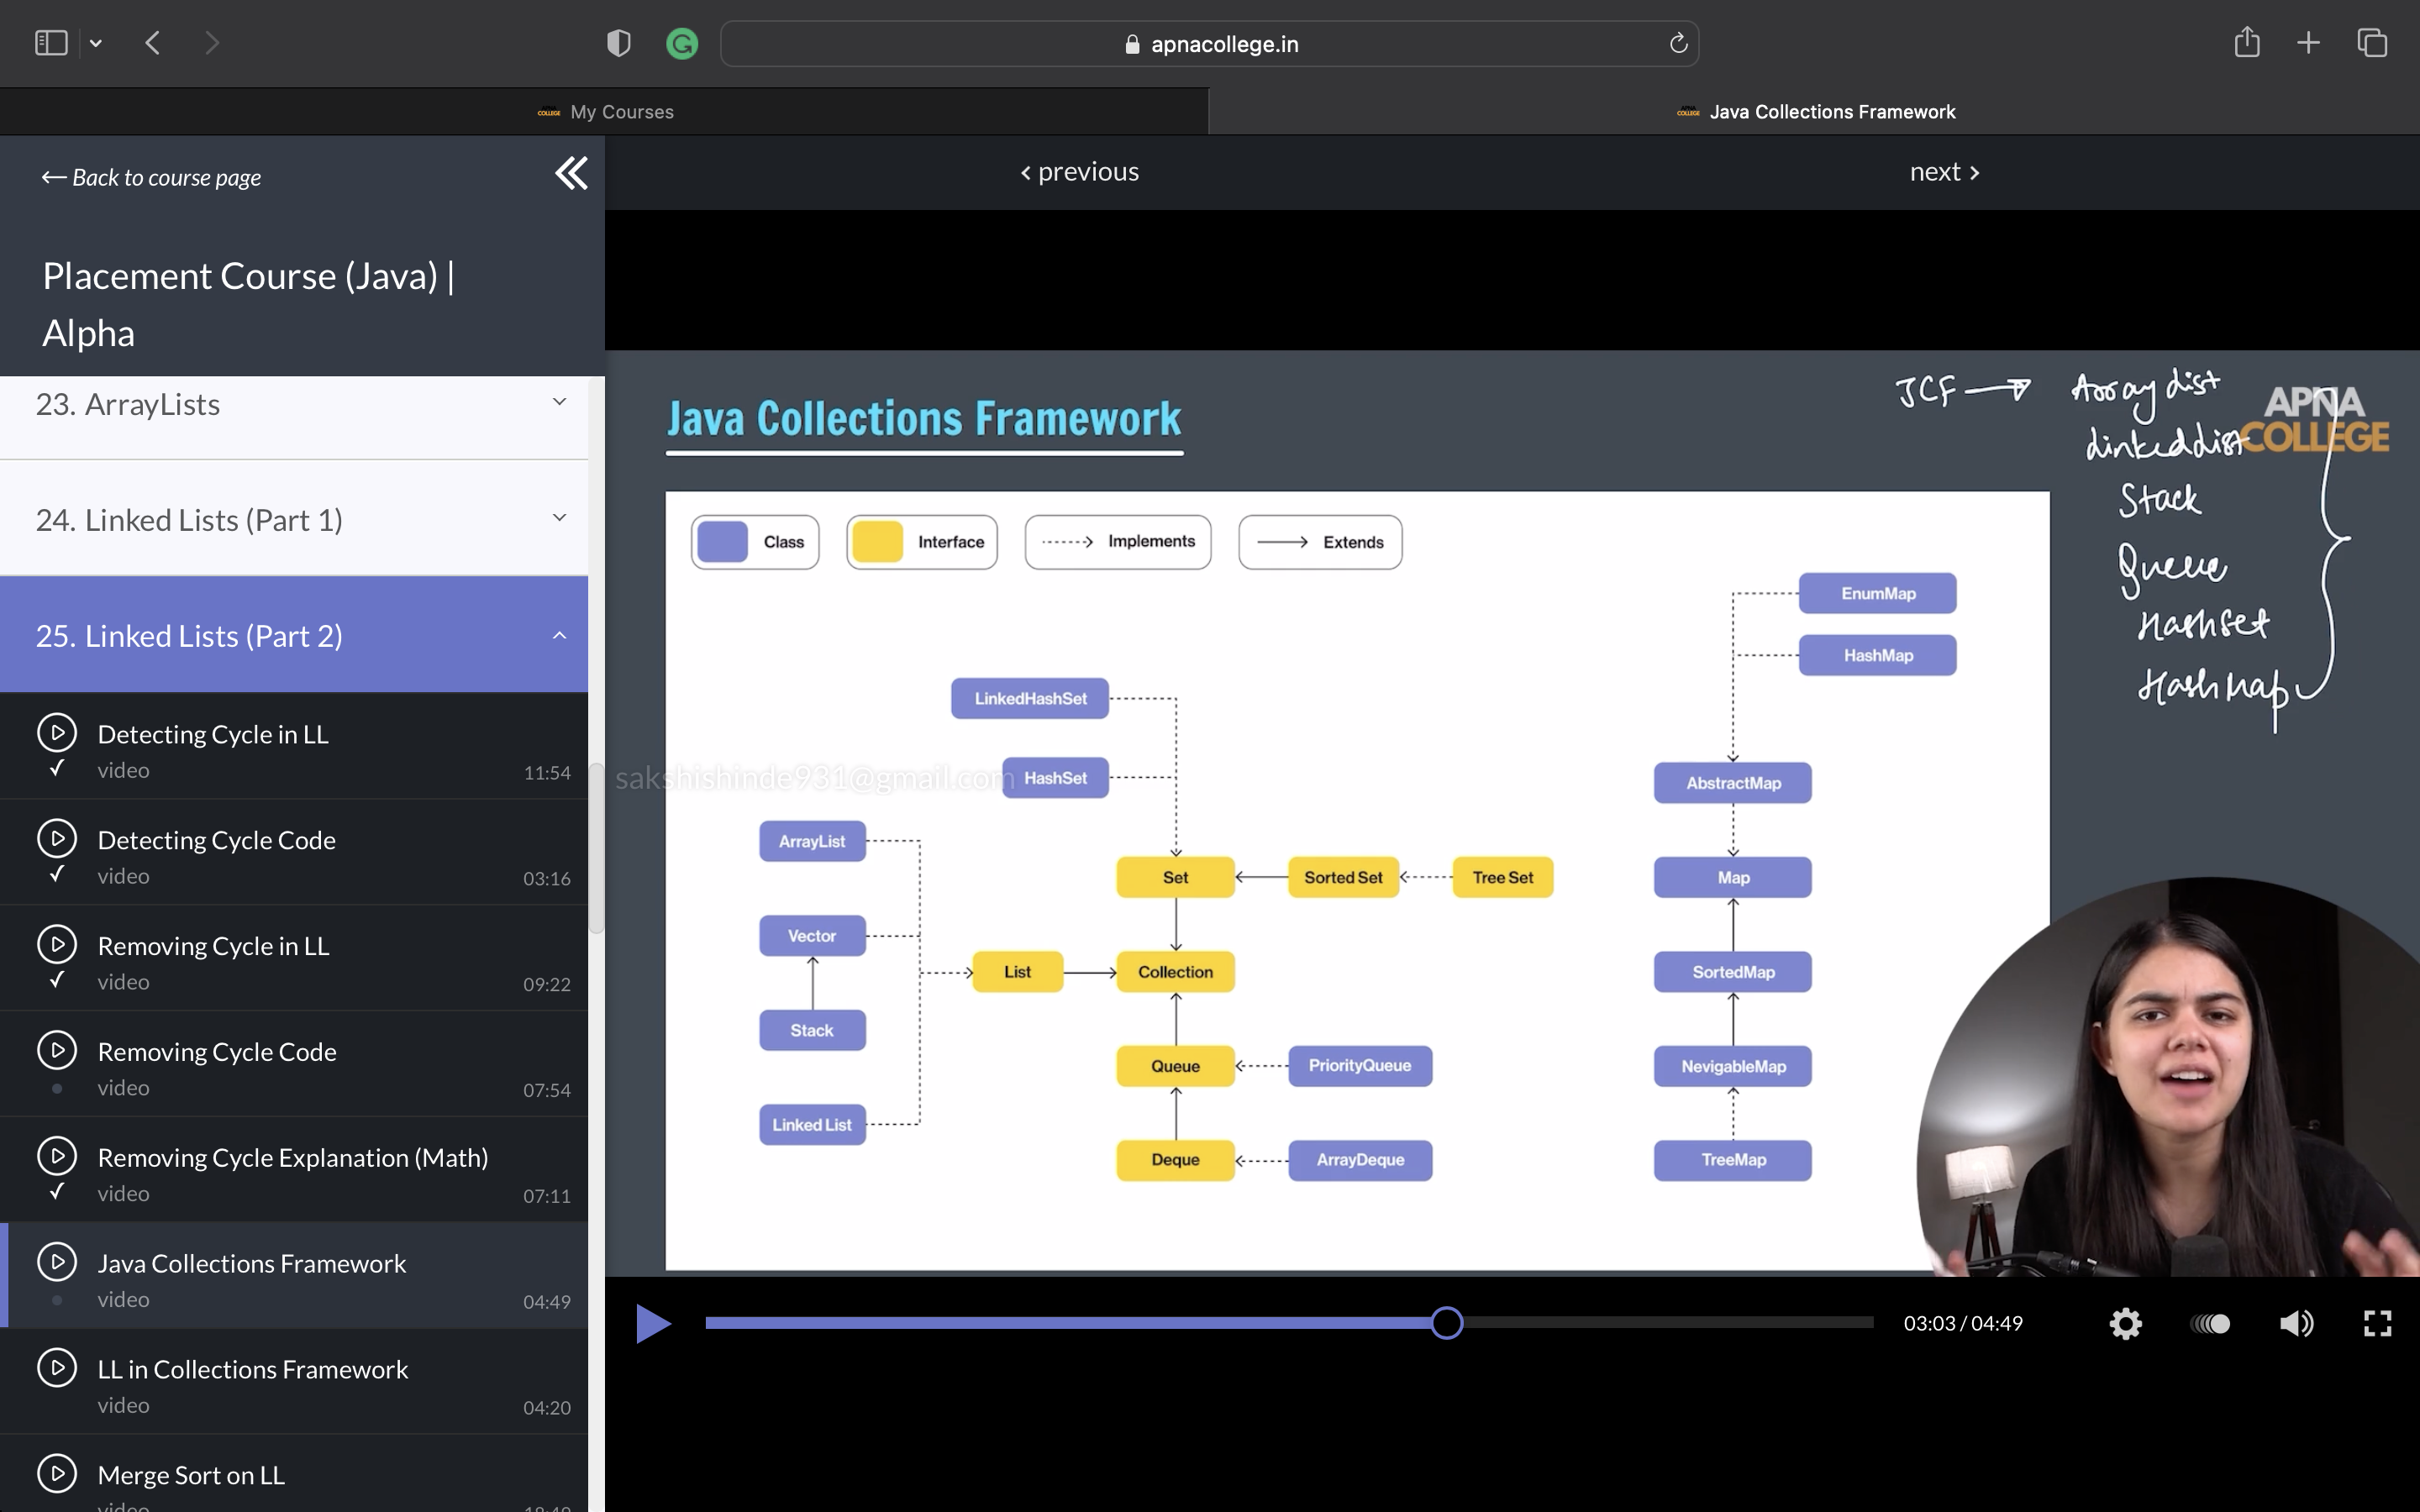 apnacollege.in
My Courses
Java Collections Framework
← Back to course page
‹ previous
next ›
Placement Course (Java) |
Alpha
23. ArrayLists
24. Linked Lists (Part 1)
25. Linked Lists (Part 2)
Detecting Cycle in LL
video
11:54
Detecting Cycle Code
video
03:16
Removing Cycle in LL
video
09:22
Removing Cycle Code
video
07:54
Removing Cycle Explanation (Math)
video
07:11
Java Collections Framework
video
04:49
LL in Collections Framework
video
04:20
Merge Sort on LL
Java Collections Framework
JCF → ArrayList
LinkedList
Stack
Queue
HashSet
HashMap
APNA
COLLEGE
Class
Interface
Implements
Extends
EnumMap
HashMap
LinkedHashSet
HashSet
sakshishinde931@gmail.com
AbstractMap
ArrayList
Set
Sorted Set
Tree Set
Map
Vector
List
Collection
SortedMap
Stack
Queue
PriorityQueue
NevigableMap
Linked List
Deque
ArrayDeque
TreeMap
03:03 / 04:49